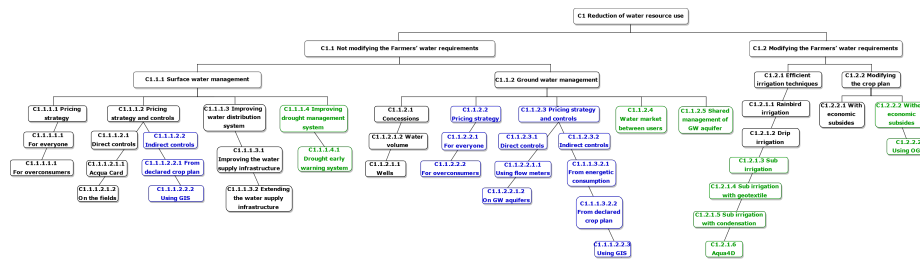 C1 Reduction of water resource use
C1.1 Not modifying the Farmers' water requirements
C1.2 Modifying the Farmers' water requirements
C1.1.1 Surface water management
C1.1.2 Ground water management
C1.2.1 Efficient
irrigation techniques
C1.2.2 Modifying
the crop plan
C1.1.1.1 Pricing
strategy
C1.1.1.2 Pricing
strategy and controls
C1.1.1.3 Improving
water distribution
system
C1.1.1.4 Improving
drought management
system
C1.1.2.1
Concessions
C1.1.2.2
Pricing strategy
C1.1.2.3 Pricing strategy
and controls
C1.1.2.4
Water market
between users
C1.1.2.5 Shared
management of
GW aquifer
C1.2.1.1 Rainbird
irrigation
C1.2.2.1 With
economic
subsides
C1.2.2.2 Witho
economic
subsides
C1.1.1.1.1
For everyone
C1.1.1.2.1
Direct controls
C1.1.1.2.2
Indirect controls
C1.1.1.3.1
Improving the water
supply infrastructure
C1.1.1.4.1
Drought early
warning system
C1.1.2.1.2 Water
volume
C1.1.2.2.1
For everyone
C1.1.2.3.1
Direct controls
C1.1.2.3.2
Indirect controls
C1.2.1.2 Drip
irrigation
C1.2.2.2
Using OG
C1.1.1.1.1
For overconsumers
C1.1.1.2.1.1
Acqua Card
C1.1.1.2.2.1 From
declared crop plan
C1.1.2.1.1
Wells
C1.1.2.2.2
For overconsumers
C1.1.2.2.1.1
Using flow meters
C1.1.1.3.2.1
From energetic
consumption
C1.2.1.3 Sub
irrigation
C1.1.1.2.1.2
On the fields
C1.1.1.2.2.2
Using GIS
C1.1.1.3.2 Extending
the water supply
infrastructure
C1.1.2.2.1.2
On GW aquifers
C1.1.1.3.2.2
From declared
crop plan
C1.2.1.4 Sub irrigation
with geotextile
C1.2.1.5 Sub irrigation
with condensation
C1.1.1.2.2.3
Using GIS
C1.2.1.6
Aqua4D